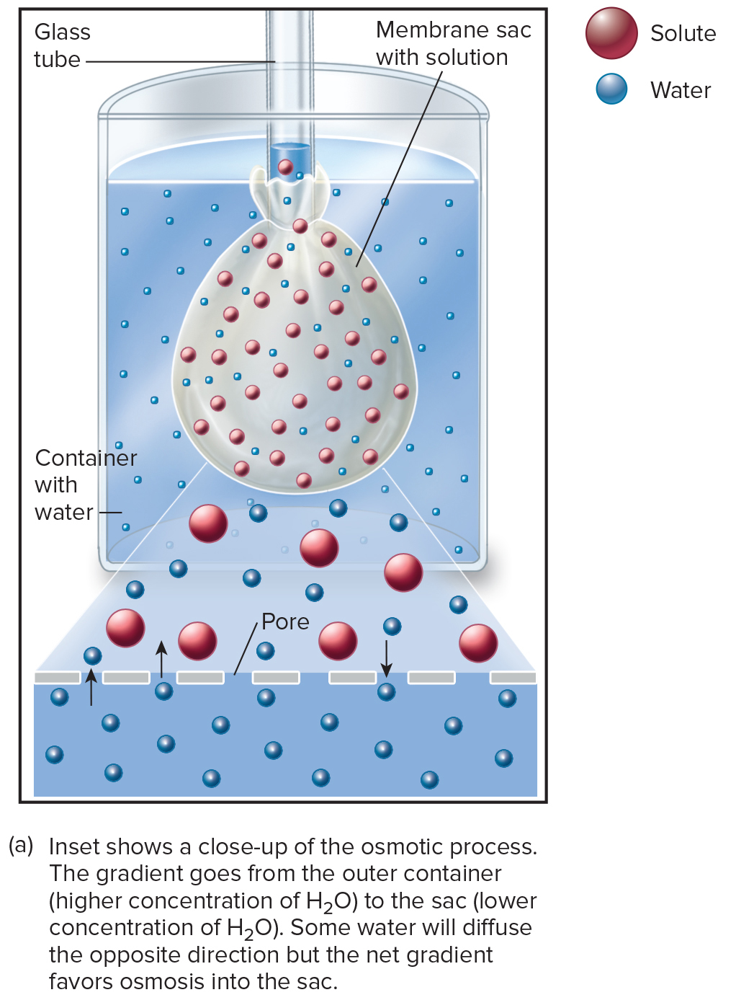 Glass
tube
Membrane sac
with solution
Solute
Water
Container
with
water
Pore
(a) Inset shows a close-up of the osmotic process.
The gradient goes from the outer container
(higher concentration of H₂O) to the sac (lower
concentration of H₂O). Some water will diffuse
the opposite direction but the net gradient
favors osmosis into the sac.